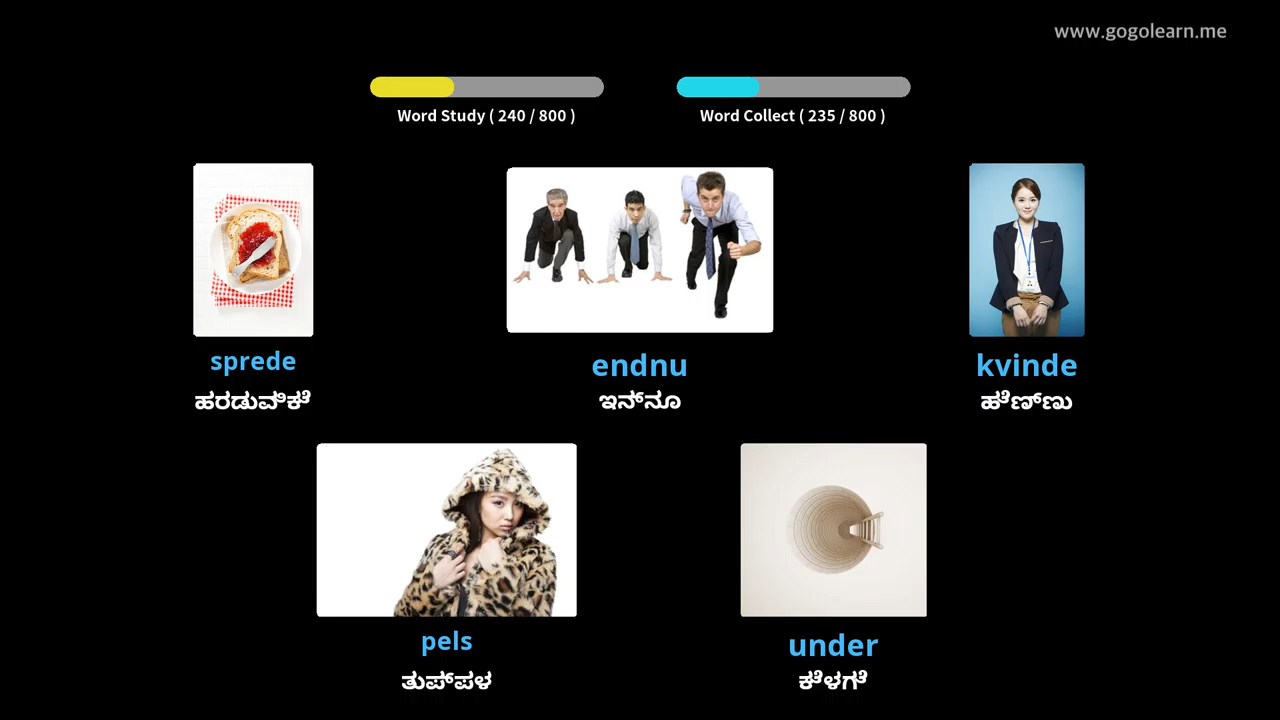 www.gogolearn.me
Word Study ( 240 / 800 )
Word Collect ( 235 / 800 )
sprede
endnu
kvinde
ಹರಡುವಿಕೆ
ಇನ್ನೂ
ಹೆಣ್ಣು
pels
under
ತುಪ್ಪಳ
ಕೆಳಗೆ